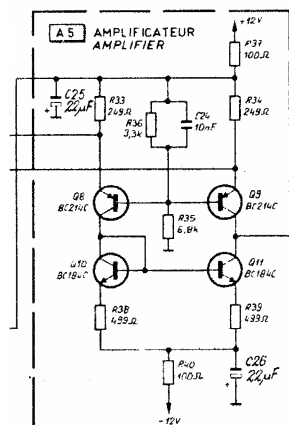 A5 AMPLIFICATEUR
AMPLIFIER
+12V
R37
100Ω
C25
22µF
+
R33
249Ω
R36
3,3k
C24
10nF
R34
249Ω
Q8
BC214C
Q9
BC214C
R35
6,8k
Q10
BC184C
Q11
BC184C
R38
499Ω
R39
499Ω
R40
100Ω
C26
22µF
+
-12V